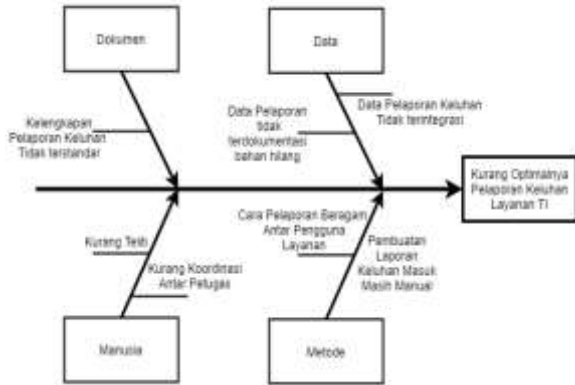 Dokumen
Data
Kelengkapan
Pelaporan Keluhan
Tidak terstandar
Data Pelaporan
tidak
terdokumentasi
bahan hilang
Data Pelaporan Keluhan
Tidak terintegrasi
Kurang Optimalnya
Pelaporan Keluhan
Layanan TI
Kurang Teliti
Kurang Koordinasi
Antar Petugas
Cara Pelaporan Beragam
Antar Pengguna
Layanan
Pembuatan
Laporan
Keluhan Masuk
Masih Manual
Manusia
Metode